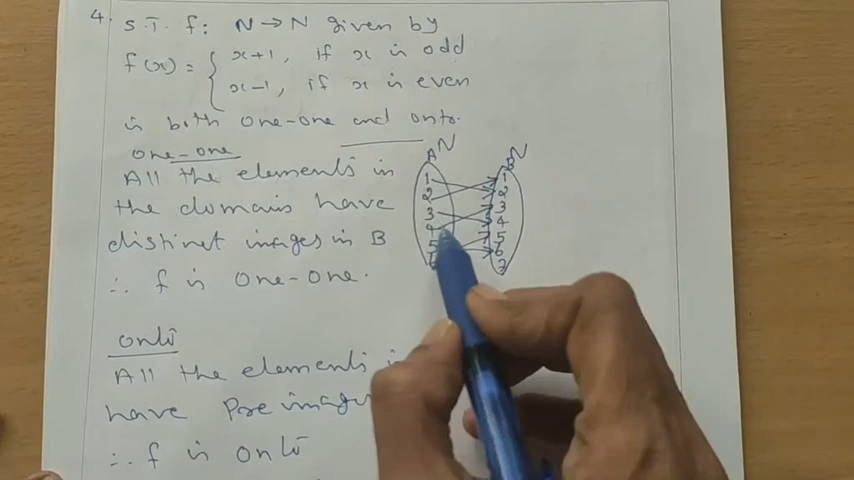 4. S.T. f: N → N given by
f(x) = { x+1, if x is odd
x-1, if x is even
is both one-one and onto.
one-one
All the elements in
the domain have
distinct images in B
∴ f is one-one.
A N
B N
1 1
2 2
3 3
4 4
5 5
6
7
onto
All the elements
have Pre image
∴ f is onto